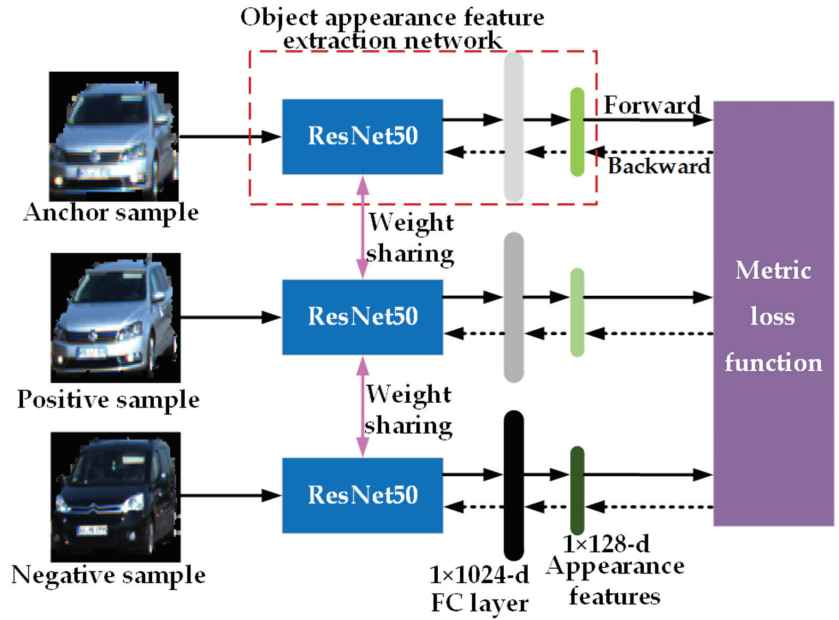 Object appearance feature
extraction network
ResNet50
Forward
Backward
Anchor sample
Weight
sharing
ResNet50
Metric
loss
function
Positive sample
Weight
sharing
ResNet50
Negative sample
1×1024-d
FC layer
1×128-d
Appearance
features